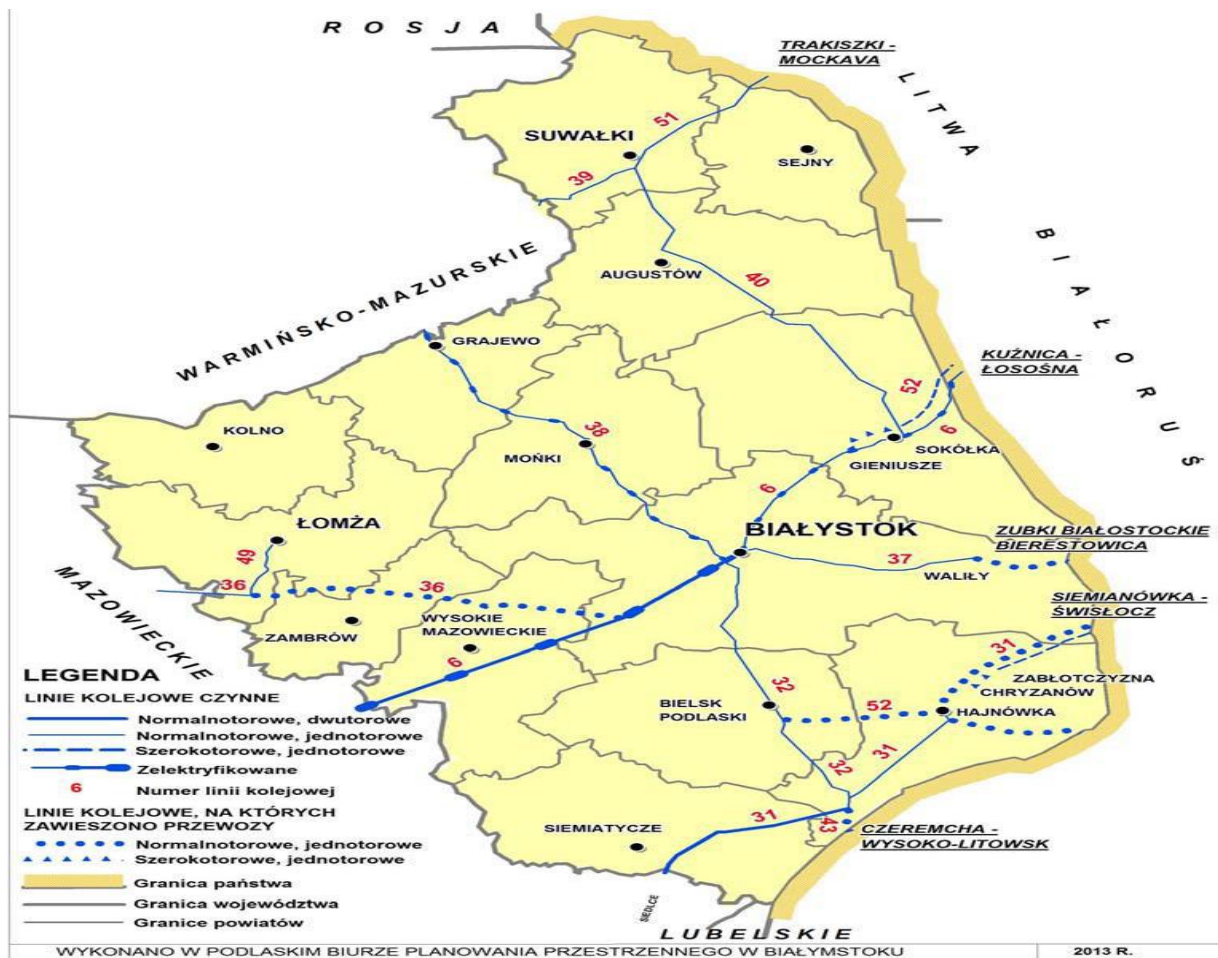 ROSJA
TRAKISZKI -
MOCKAVA
LITWA
SUWAŁKI
51
SEJNY
39
BIAŁORUŚ
WARMIŃSKO-MAZURSKIE
AUGUSTÓW
40
GRAJEWO
KUŹNICA -
ŁOSOŚNA
52
KOLNO
38
MOŃKI
6
SOKÓŁKA
GIENIUSZE
6
ŁOMŻA
BIAŁYSTOK
ZUBKI BIAŁOSTOCKIE
BIERESTOWICA
49
37
WALIŁY
MAZOWIECKIE
36
36
SIEMIANÓWKA -
ŚWISŁOCZ
ZAMBRÓW
WYSOKIE
MAZOWIECKIE
31
6
ZABŁOTCZYZNA
CHRYZANÓW
32
BIELSK
PODLASKI
52
HAJNÓWKA
31
32
31
43
SIEMIATYCZE
CZEREMCHA -
WYSOKO-LITOWSK
SIEDLCE
LUBELSKIE
LEGENDA
LINIE KOLEJOWE CZYNNE
Normalnotorowe, dwutorowe
Normalnotorowe, jednotorowe
Szerokotorowe, jednotorowe
Zelektryfikowane
6 Numer linii kolejowej
LINIE KOLEJOWE, NA KTÓRYCH
ZAWIESZONO PRZEWOZY
Normalnotorowe, jednotorowe
Szerokotorowe, jednotorowe
Granica państwa
Granica województwa
Granice powiatów
WYKONANO W PODLASKIM BIURZE PLANOWANIA PRZESTRZENNEGO W BIAŁYMSTOKU
2013 R.